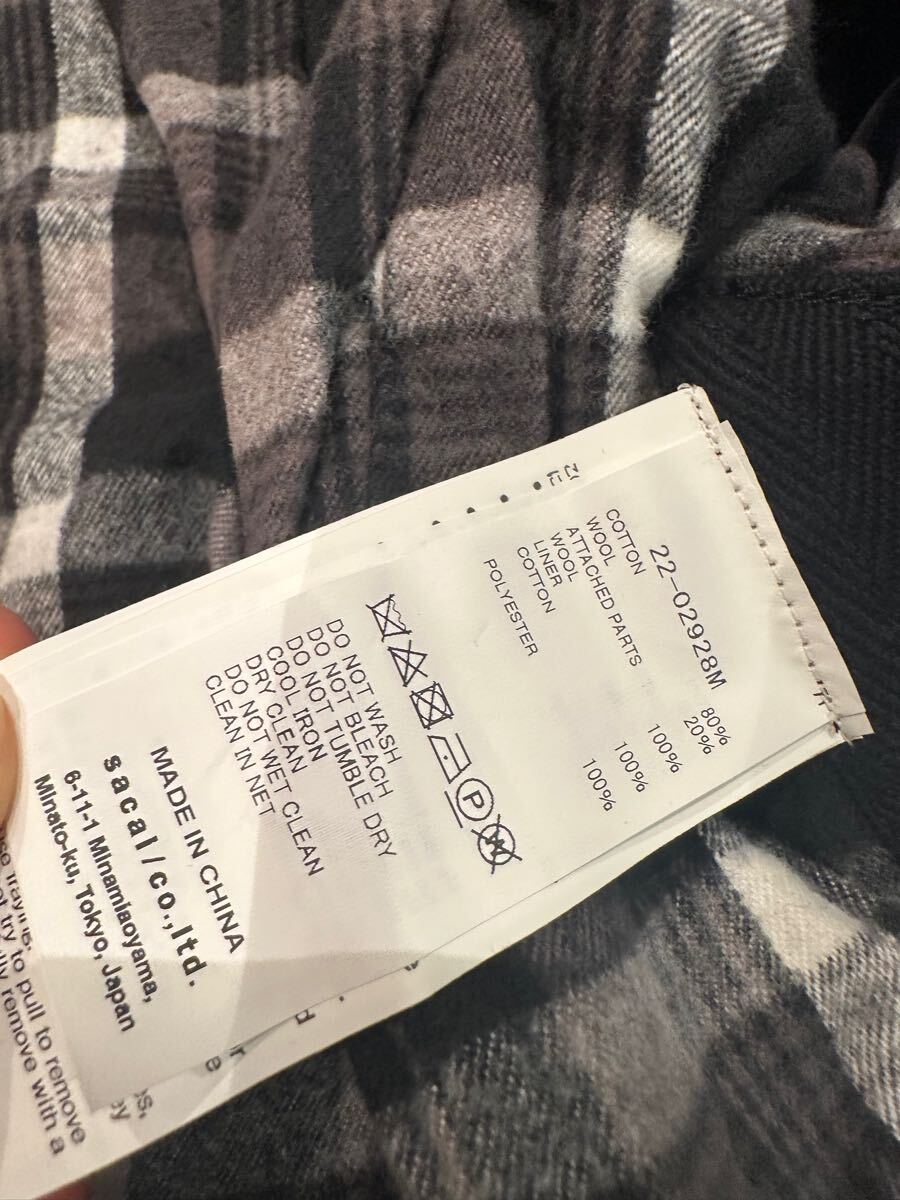 22-02928M
COTTON 80%
WOOL 20%
ATTACHED PARTS
WOOL 100%
LINER
COTTON 100%
POLYESTER 100%
P
W
DO NOT WASH
DO NOT BLEACH
DO NOT TUMBLE DRY
COOL IRON
DRY CLEAN
DO NOT WET CLEAN
CLEAN IN NET
MADE IN CHINA
sacai/co.,ltd.
6-11-1 Minamiaoyama,
Minato-ku, Tokyo, Japan
try to pull to remove
remove with a